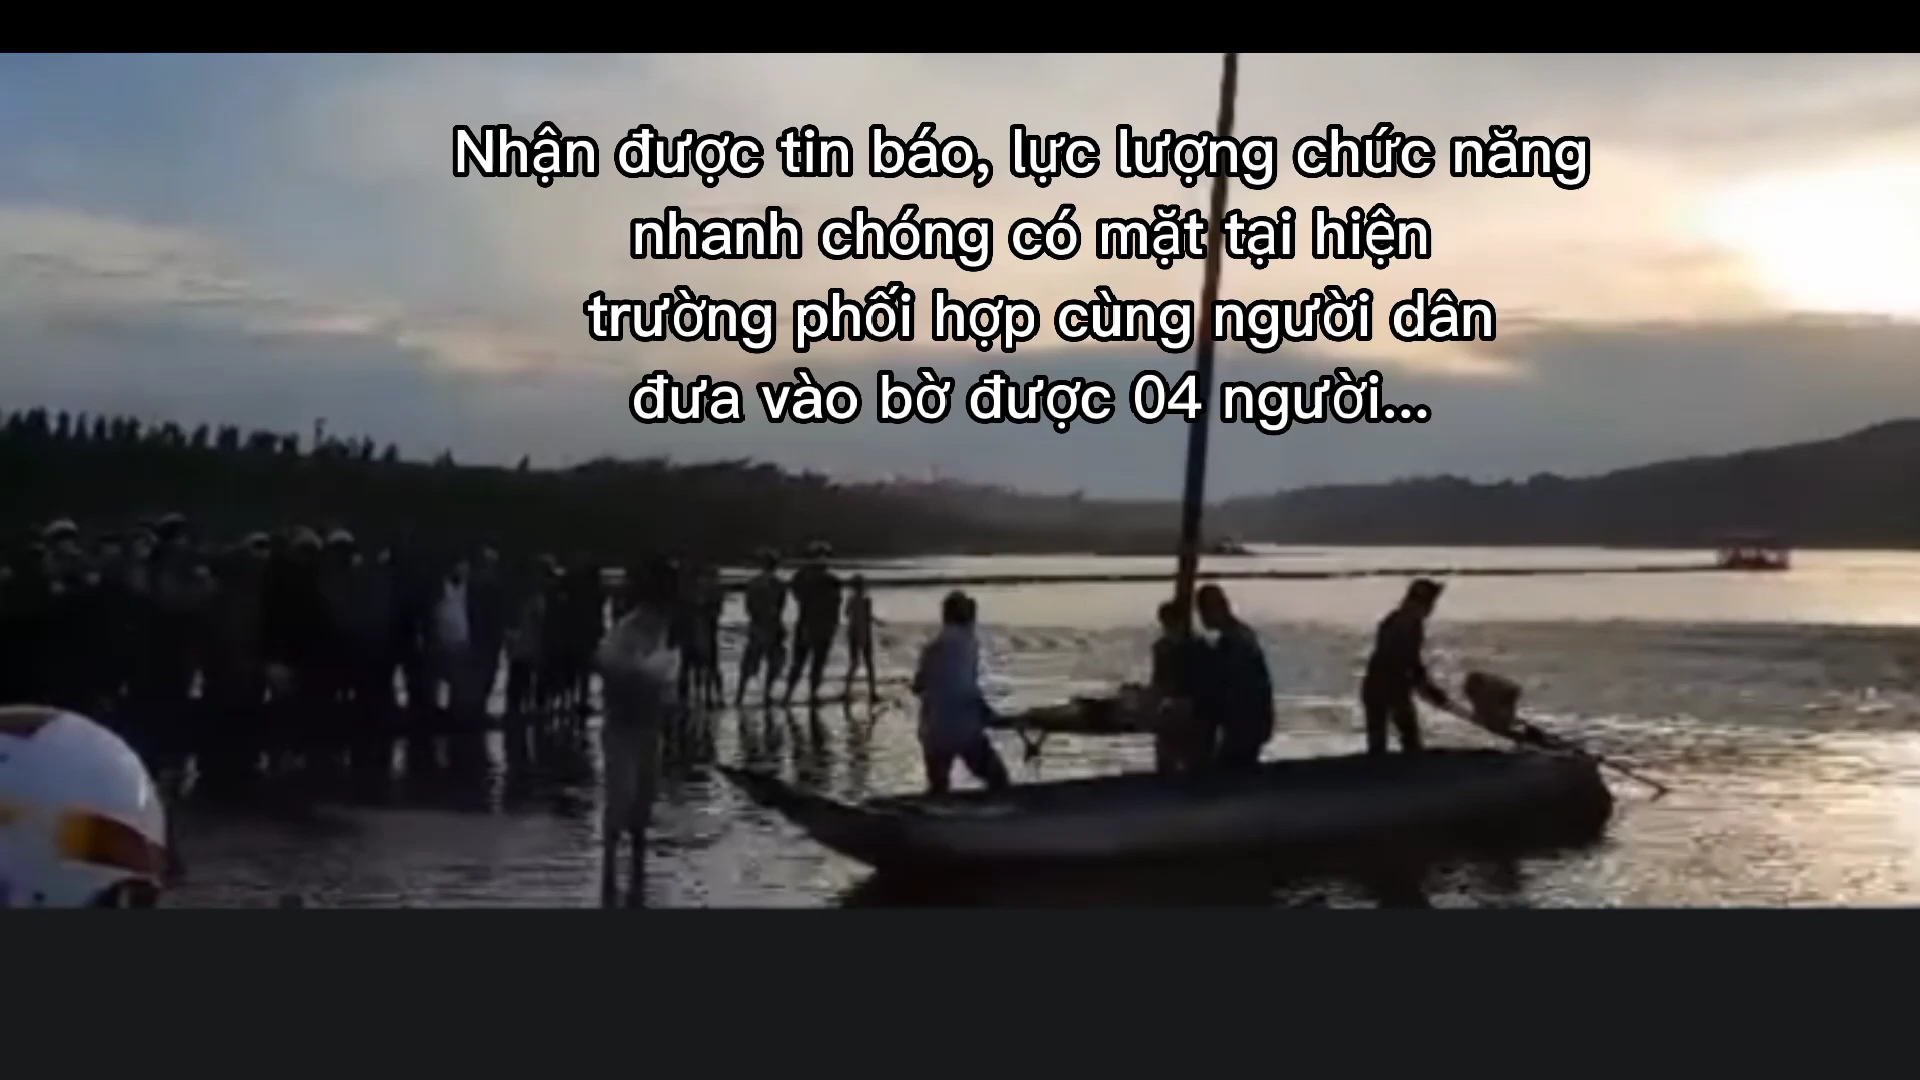 Nhận được tin báo, lực lượng chức năng
nhanh chóng có mặt tại hiện
trường phối hợp cùng người dân
đưa vào bờ được 04 người...